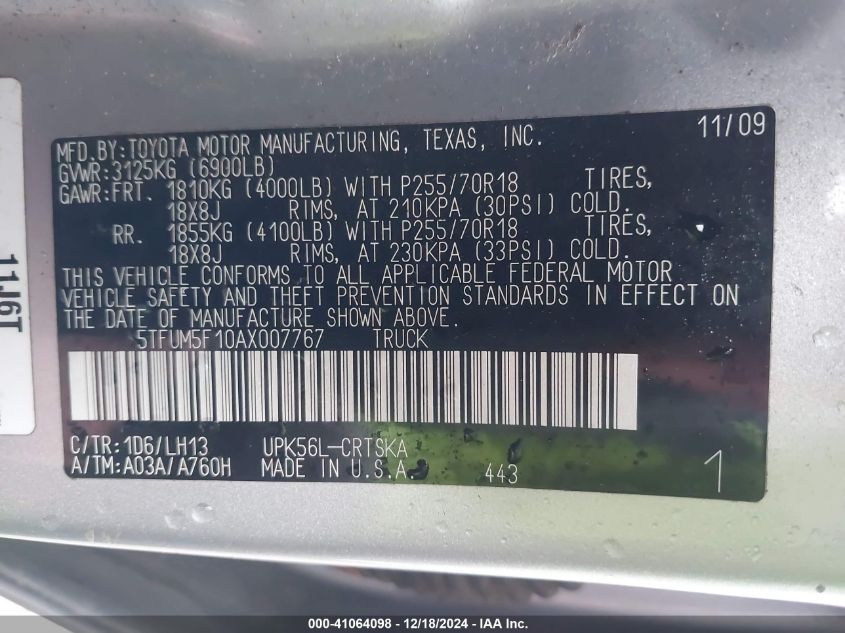 MFD.BY:TOYOTA MOTOR MANUFACTURING, TEXAS, INC. 11/09
GVWR:3125KG (6900LB)
GAWR:FRT. 1810KG (4000LB) WITH P255/70R18 TIRES,
18X8J RIMS, AT 210KPA (30PSI) COLD.
RR. 1855KG (4100LB) WITH P255/70R18 TIRES,
18X8J RIMS, AT 230KPA (33PSI) COLD.
THIS VEHICLE CONFORMS TO ALL APPLICABLE FEDERAL MOTOR
VEHICLE SAFETY AND THEFT PREVENTION STANDARDS IN EFFECT ON
THE DATE OF MANUFACTURE SHOWN ABOVE.
5TFUM5F10AX007767 TRUCK
C/TR:1D6/LH13 UPK56L-CRTSKA
A/TM:A03A/A760H MADE IN U.S.A. 443 1
11J6T
000-41064098 - 12/18/2024 - IAA Inc.